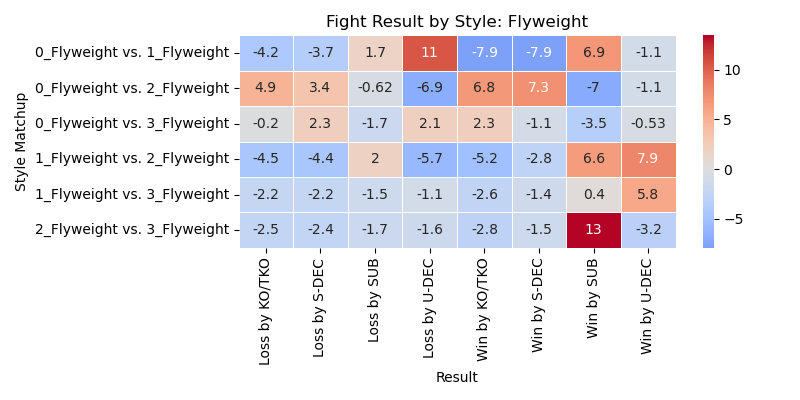 Fight Result by Style: Flyweight
Style Matchup
0_Flyweight vs. 1_Flyweight -4.2 -3.7 1.7 11 -7.9 -7.9 6.9 -1.1
0_Flyweight vs. 2_Flyweight 4.9 3.4 -0.62 -6.9 6.8 7.3 -7 -1.1
0_Flyweight vs. 3_Flyweight -0.2 2.3 -1.7 2.1 2.3 -1.1 -3.5 -0.53
1_Flyweight vs. 2_Flyweight -4.5 -4.4 2 -5.7 -5.2 -2.8 6.6 7.9
1_Flyweight vs. 3_Flyweight -2.2 -2.2 -1.5 -1.1 -2.6 -1.4 0.4 5.8
2_Flyweight vs. 3_Flyweight -2.5 -2.4 -1.7 -1.6 -2.8 -1.5 13 -3.2
Loss by KO/TKO
Loss by S-DEC
Loss by SUB
Loss by U-DEC
Win by KO/TKO
Win by S-DEC
Win by SUB
Win by U-DEC
Result
10
5
0
−5